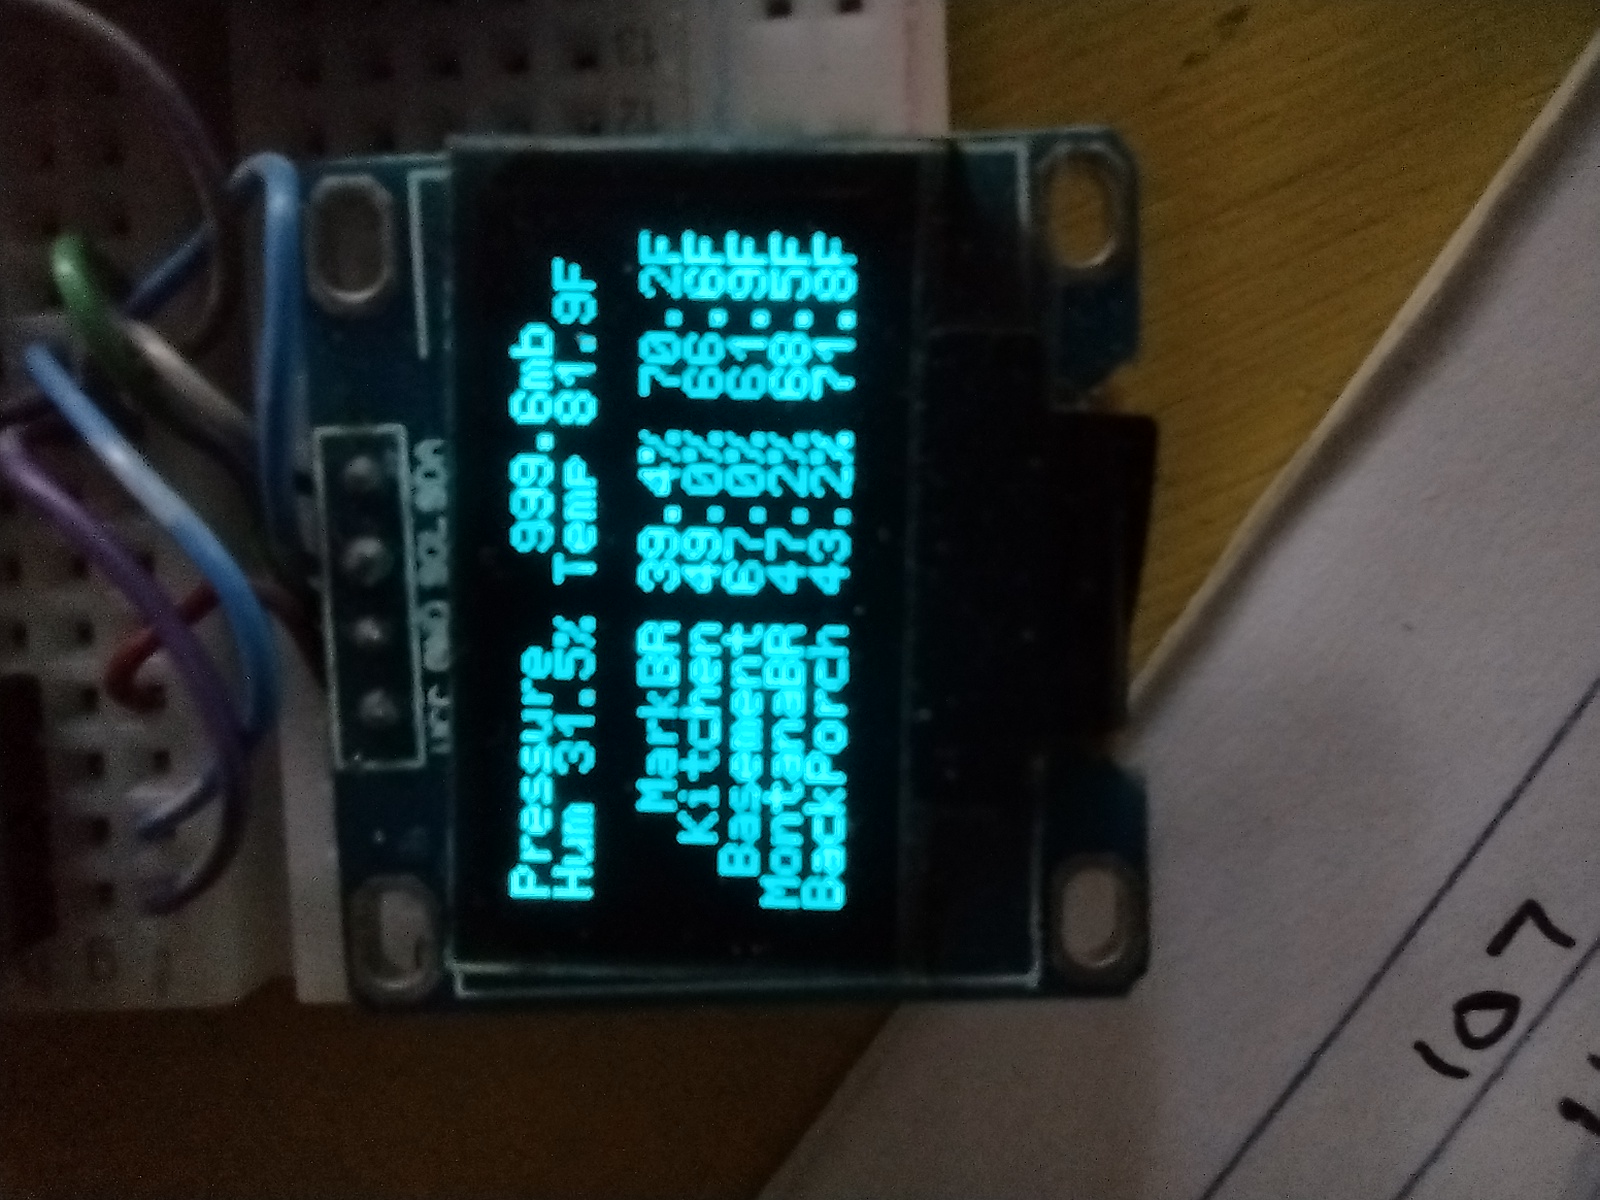 VCC GND SCL SDA
Pressure 999.6mb
Hum 31.5% Temp 81.9F
MarkBR 39.4% 70.2F
Kitchen 49.0% 66.6F
Basement 67.0% 61.9F
MontanaBR 47.2% 68.5F
BackPorch 43.2% 71.8F
107